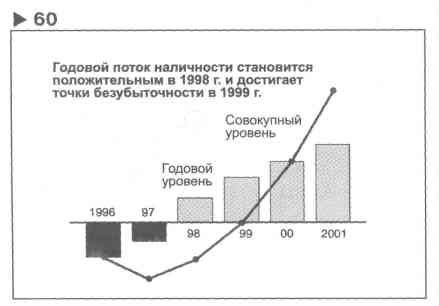 ▶ 60
Годовой поток наличности становится
положительным в 1998 г. и достигает
точки безубыточности в 1999 г.
Совокупный
уровень
Годовой
уровень
1996 97
98 99 00 2001